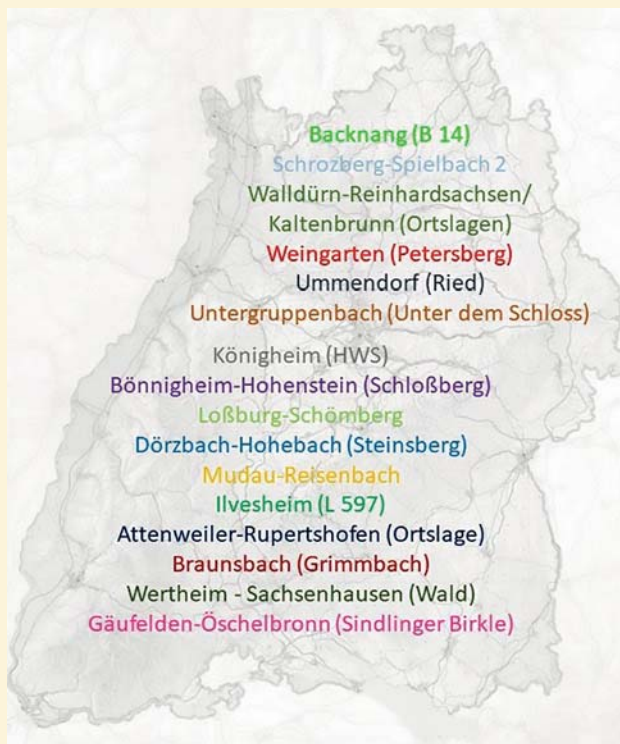 Backnang (B 14)
Schrozberg-Spielbach 2
Walldürn-Reinhardsachsen/
Kaltenbrunn (Ortslagen)
Weingarten (Petersberg)
Ummendorf (Ried)
Untergruppenbach (Unter dem Schloss)
Königheim (HWS)
Bönnigheim-Hohenstein (Schloßberg)
Loßburg-Schömberg
Dörzbach-Hohebach (Steinsberg)
Mudau-Reisenbach
Ilvesheim (L 597)
Attenweiler-Rupertshofen (Ortslage)
Braunsbach (Grimmbach)
Wertheim - Sachsenhausen (Wald)
Gäufelden-Öschelbronn (Sindlinger Birkle)